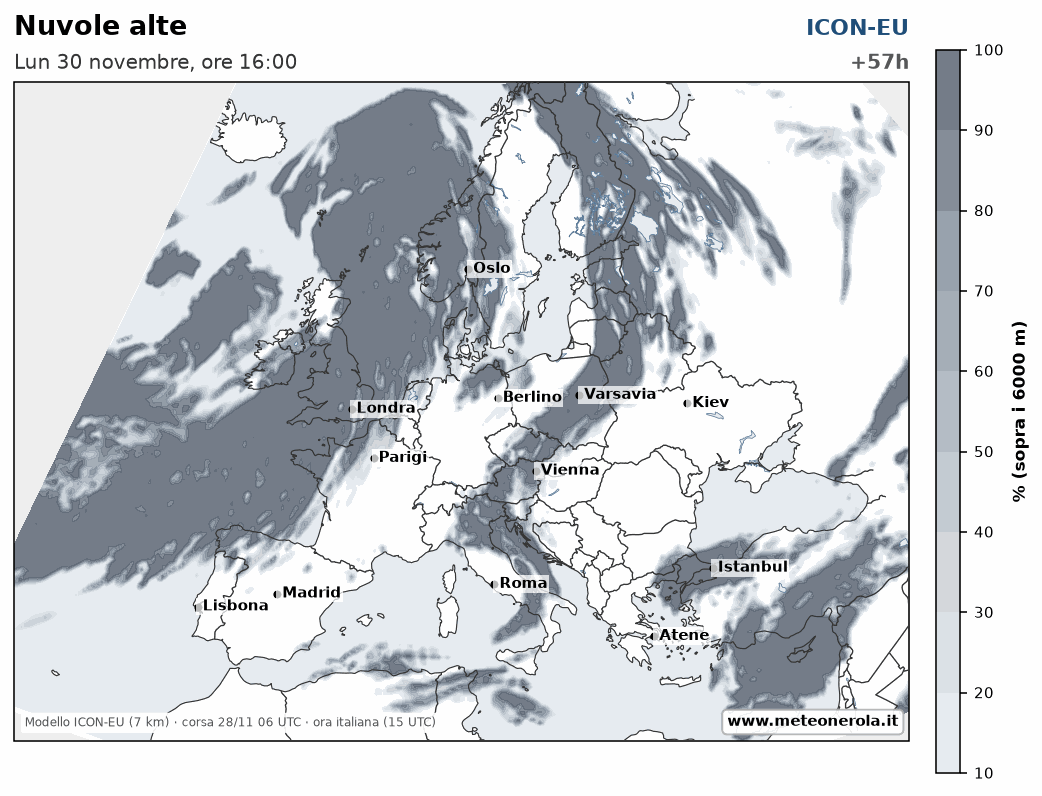 Nuvole alte
ICON-EU
Lun 30 novembre, ore 16:00
+57h
100
90
80
70
60
50
40
30
20
10
% (sopra i 6000 m)
Oslo
Londra
Berlino
Varsavia
Kiev
Parigi
Vienna
Madrid
Lisbona
Roma
Istanbul
Atene
Modello ICON-EU (7 km) · corsa 28/11 06 UTC · ora italiana (15 UTC)
www.meteonerola.it